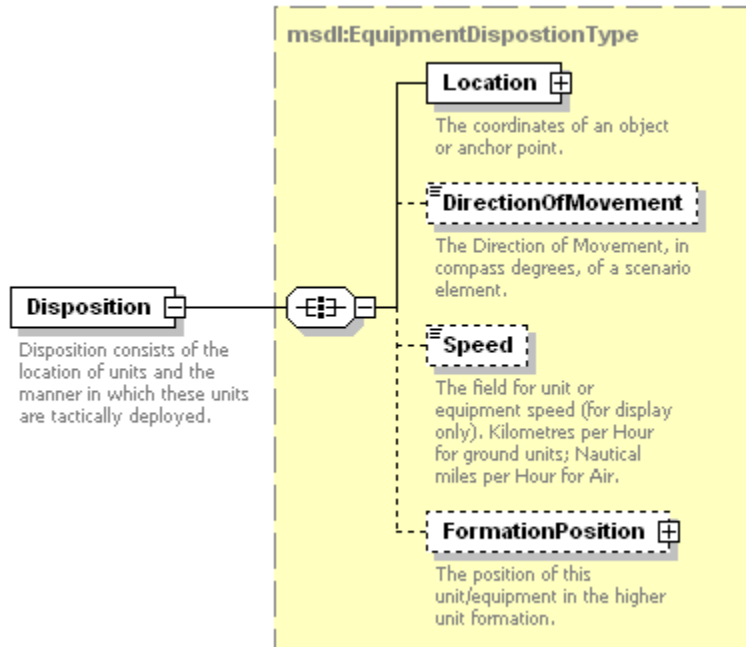 msdl:EquipmentDispostionType
Location
The coordinates of an object
or anchor point.
DirectionOfMovement
The Direction of Movement, in
compass degrees, of a scenario
element.
Disposition
Disposition consists of the
location of units and the
manner in which these units
are tactically deployed.
Speed
The field for unit or
equipment speed (for display
only). Kilometres per Hour
for ground units; Nautical
miles per Hour for Air.
FormationPosition
The position of this
unit/equipment in the higher
unit formation.